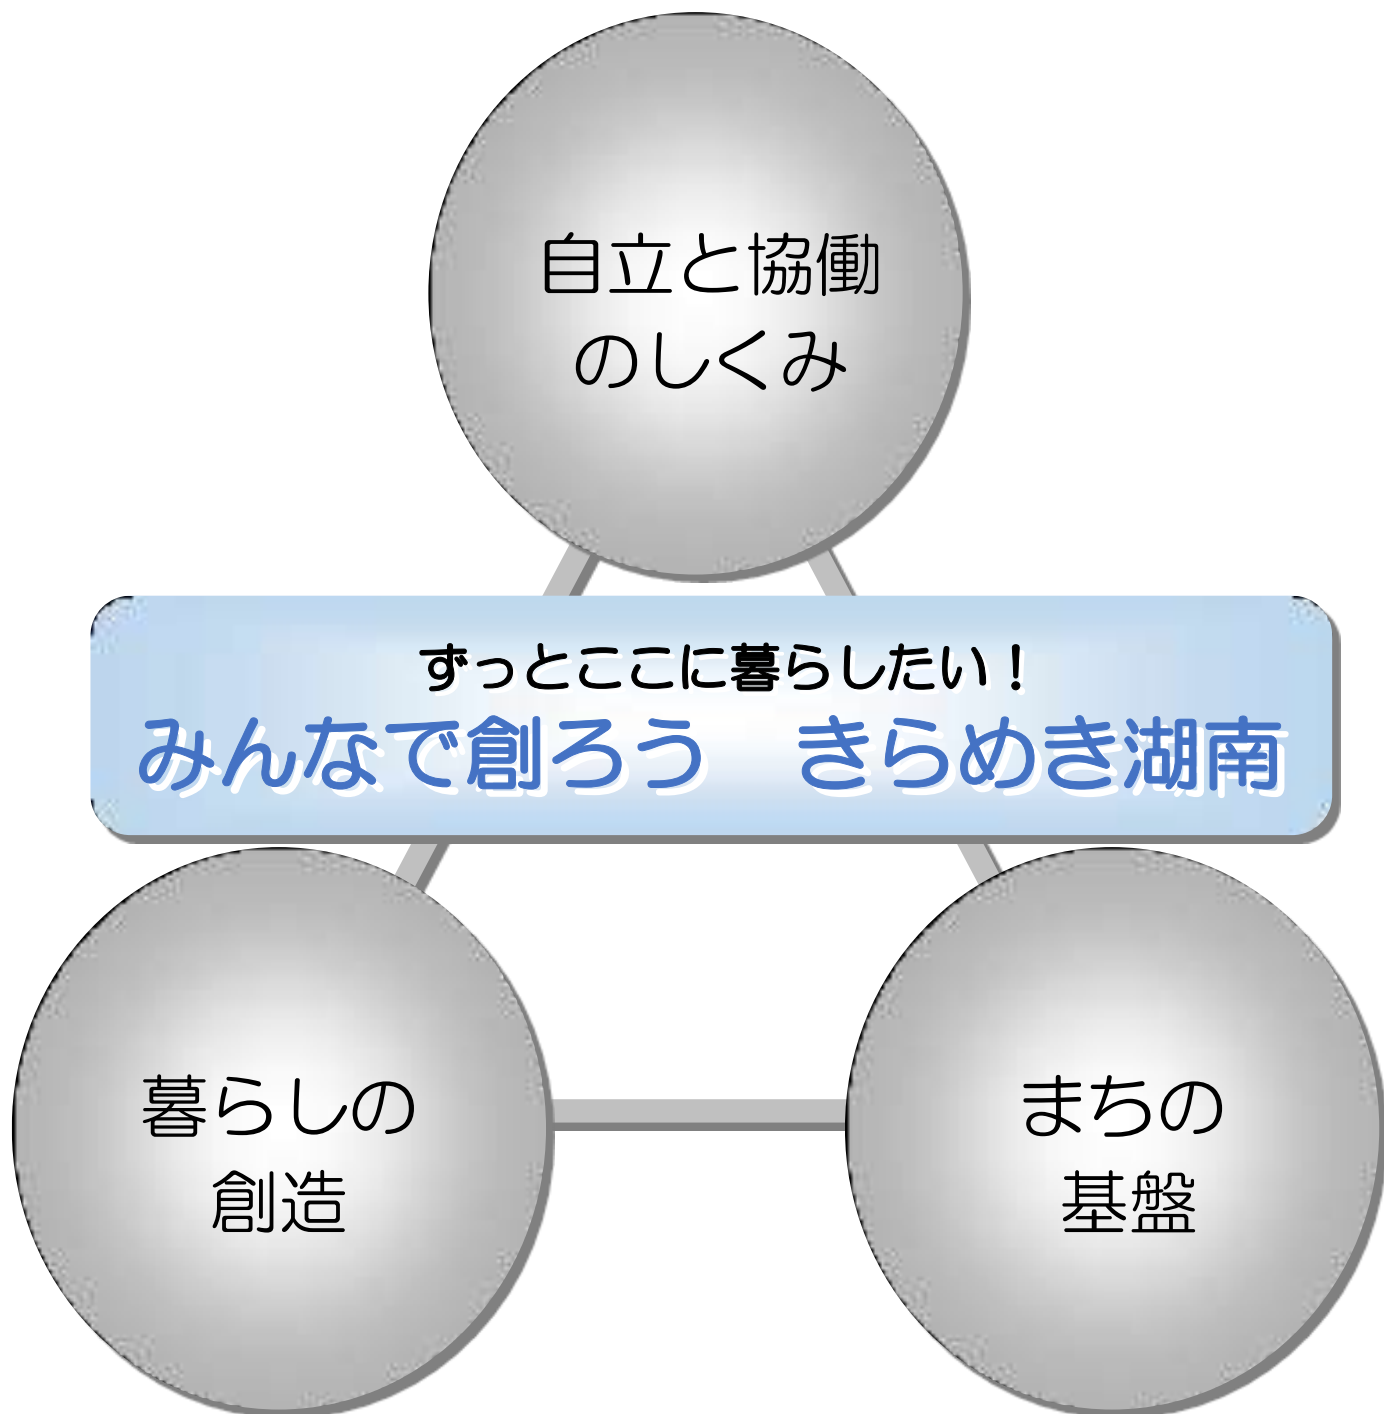 自立と協働
のしくみ
ずっとここに暮らしたい！
みんなで創ろう　きらめき湖南
暮らしの
創造
まちの
基盤